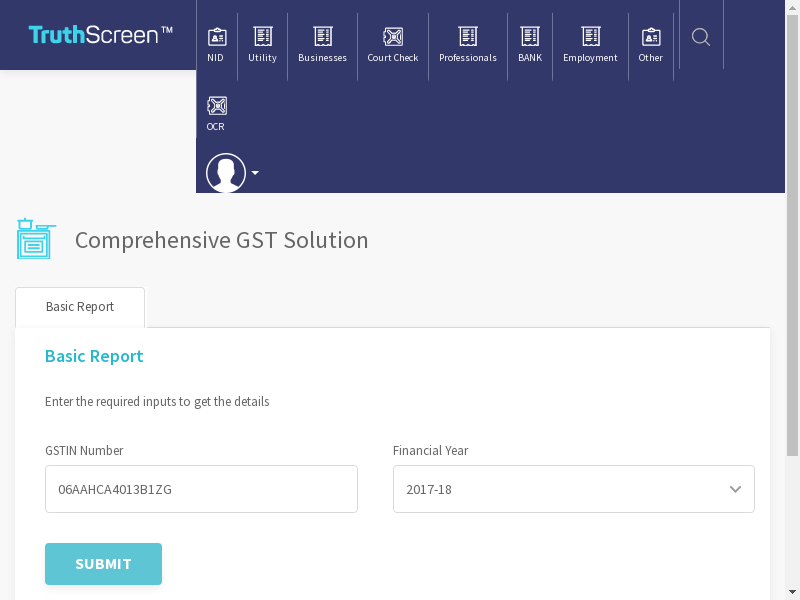 TruthScreen™
NID
Utility
Businesses
Court Check
Professionals
BANK
Employment
Other
OCR
Comprehensive GST Solution
Basic Report
Basic Report
Enter the required inputs to get the details
GSTIN Number
Financial Year
06AAHCA4013B1ZG
2017-18
SUBMIT